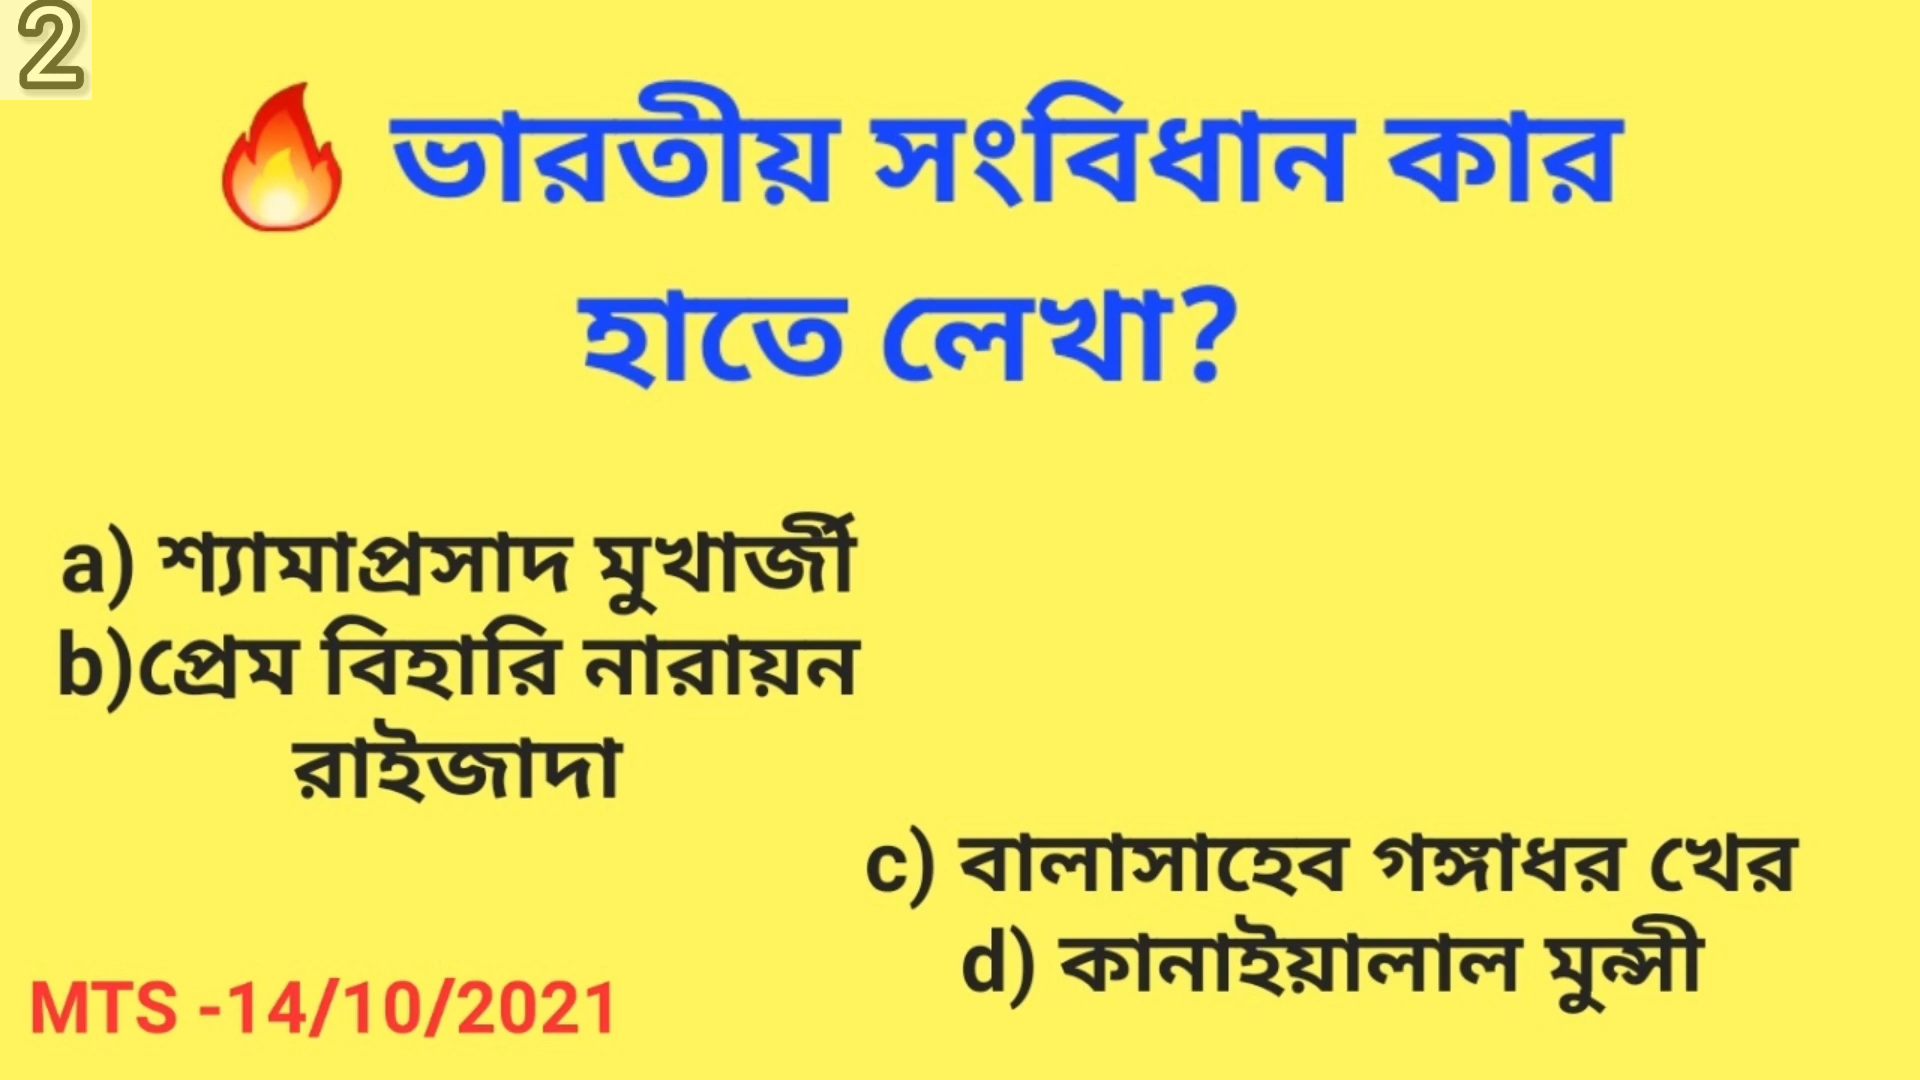 2
🔥 ভারতীয় সংবিধান কার
হাতে লেখা?
a) শ্যামাপ্রসাদ মুখার্জী
b)প্রেম বিহারি নারায়ন
রাইজাদা
c) বালাসাহেব গঙ্গাধর খের
d) কানাইয়ালাল মুন্সী
MTS -14/10/2021